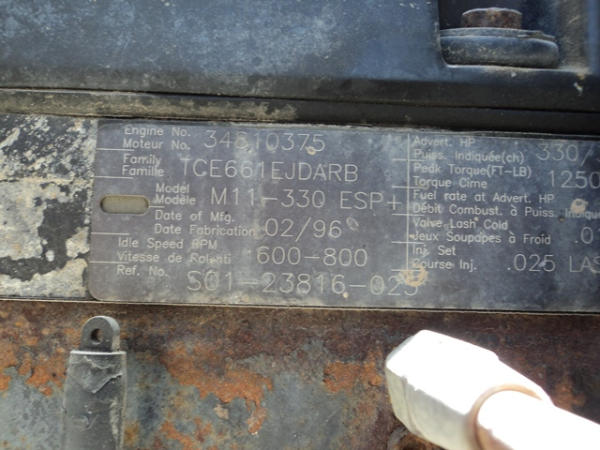 Engine No.
Moteur No. 34810375
Family
Famille TCE661EJDARB
Model
Modèle M11-330 ESP+
Date of Mfg.
Date Fabrication 02/96
Idle Speed RPM
Vitesse de Ralenti 600-800
Ref. No. SO1-23816-023
Advert. HP
Puiss. Indiquée(ch) 330/
Peak Torque(FT-LB)
Torque Cime 1250
Fuel rate at Advert. HP
Débit Combust. à Puiss. Indiquée
Valve Lash Cold
Jeux Soupapes à Froid .01
Inj. Set
Course Inj. .025 LAS